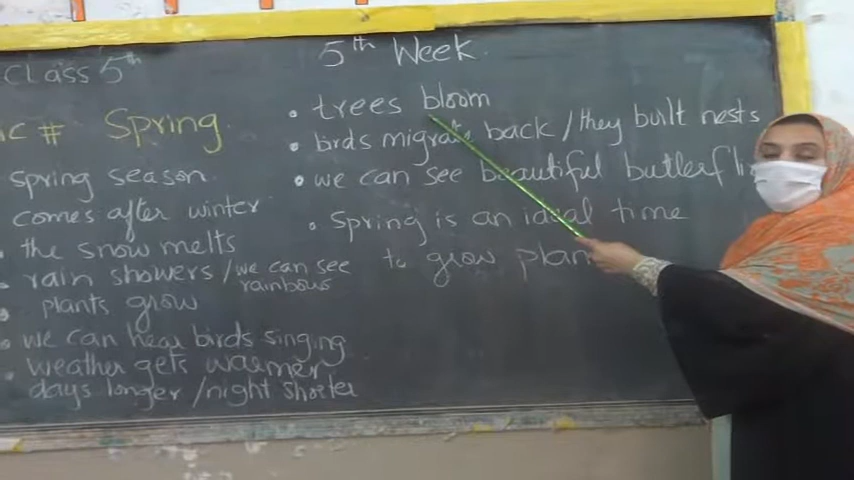 Class 5th
5th Week
ic # Spring
Spring season
comes after winter
the snow melts
rain showers / we can see
rainbows
plants grow
we can hear birds singing
weather gets warmer
days longer / night shorter
• trees bloom
• birds migrate back / they built nests
• we can see beautiful butterfl
• Spring is an ideal time
to grow